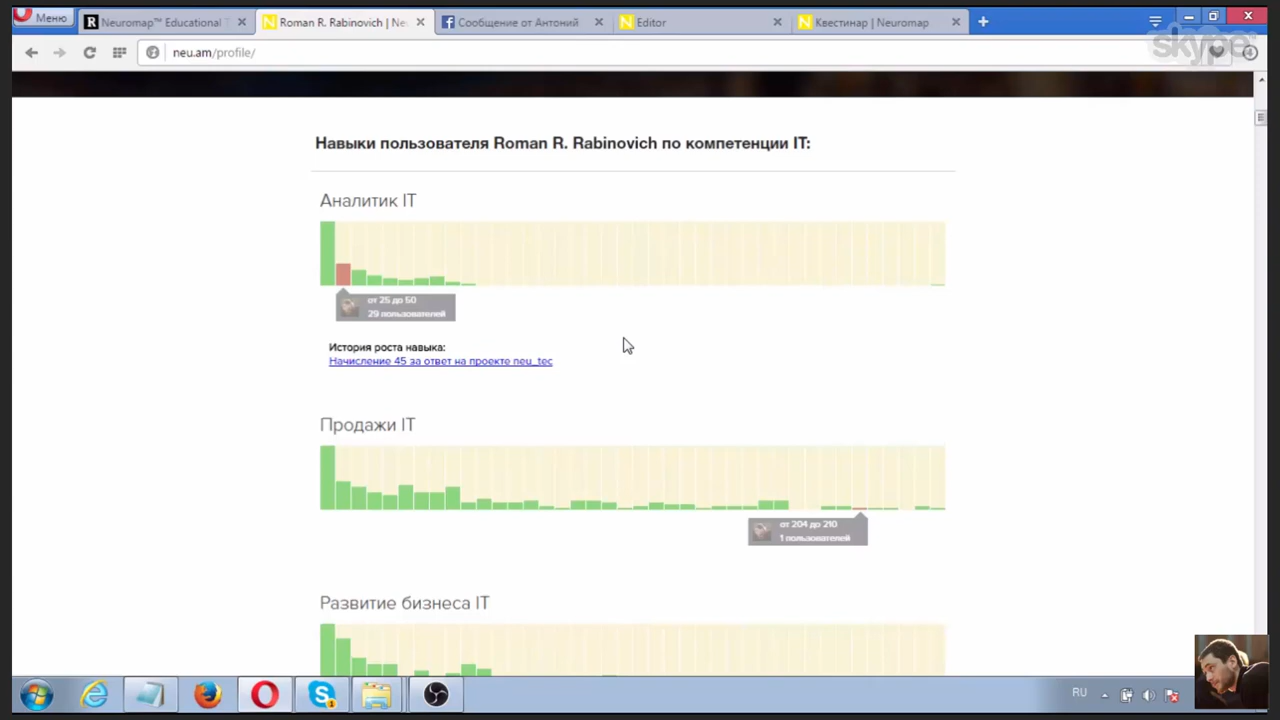 Меню
Neuromap™ Educational T
Roman R. Rabinovich | Ne
Сообщение от Антоний
Editor
Квестинар | Neuromap
neu.am/profile/
skype
Навыки пользователя Roman R. Rabinovich по компетенции IT:
Аналитик IT
от 25 до 50
29 пользователей
История роста навыка:
Начисление 45 за ответ на проекте neu_tec
Продажи IT
от 204 до 210
1 пользователей
Развитие бизнеса IT
RU